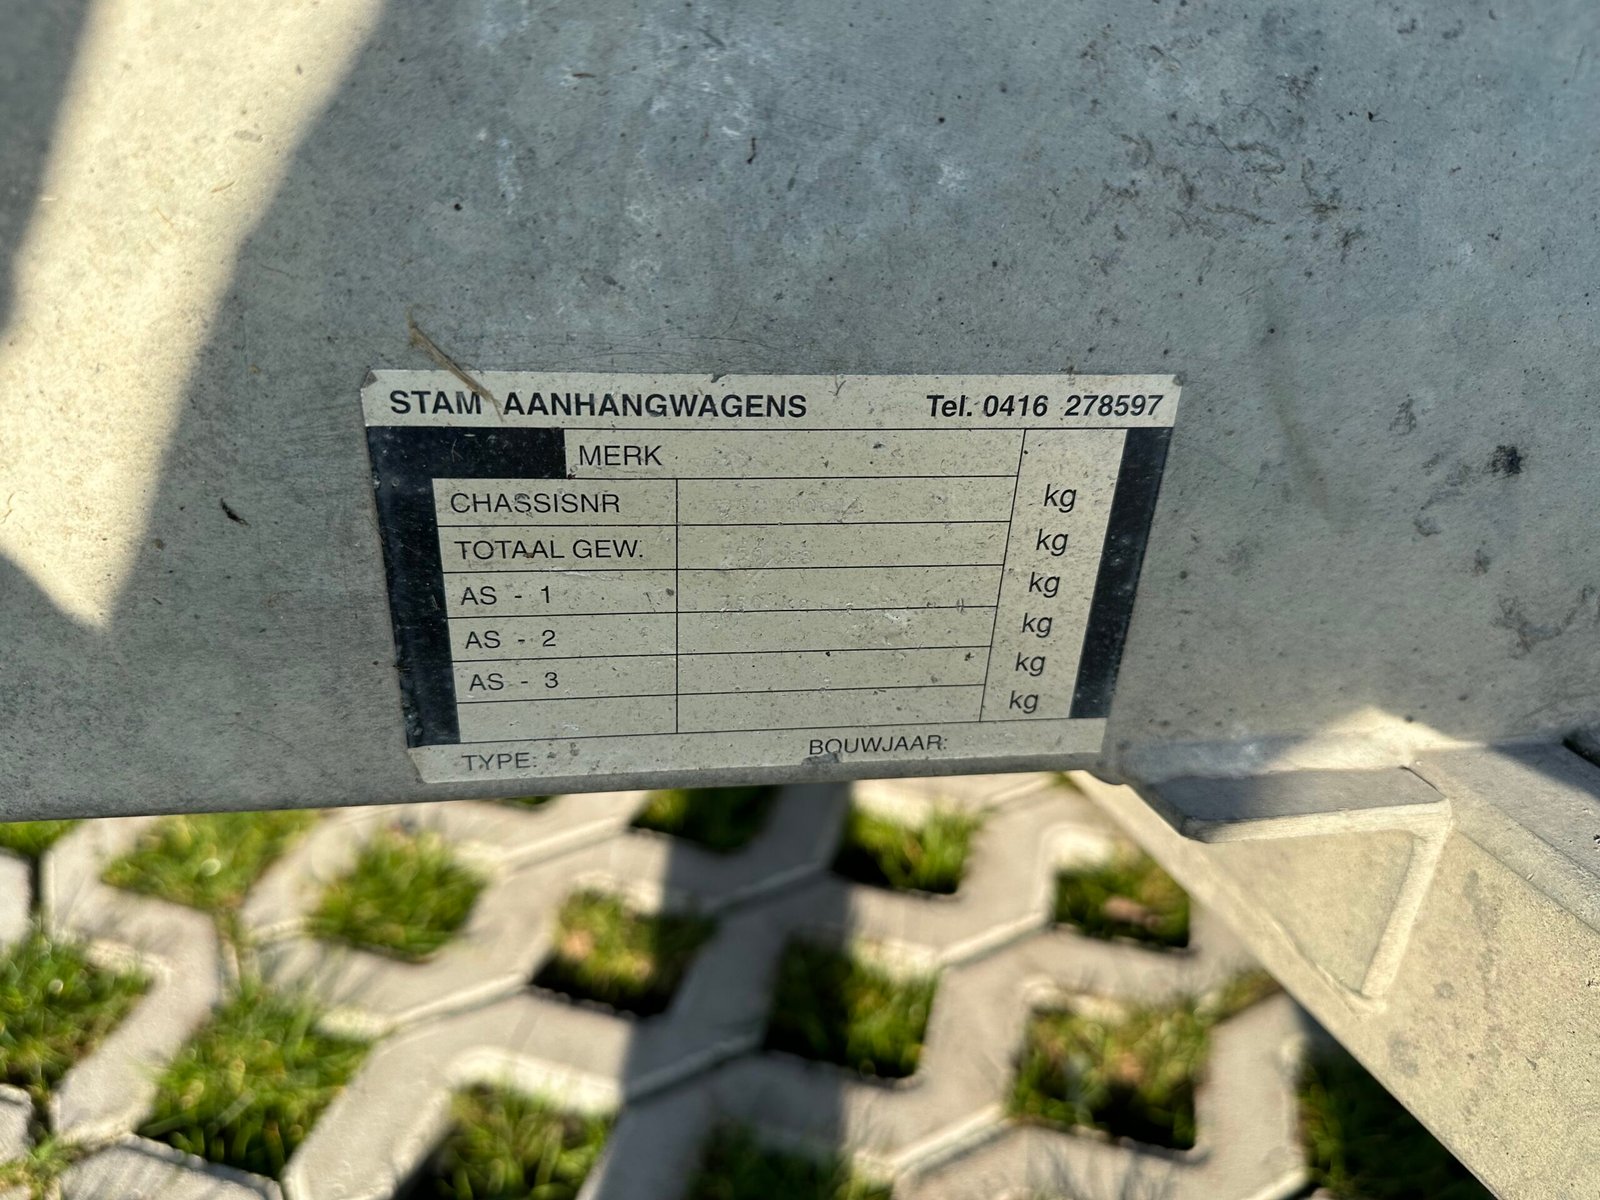 STAM AANHANGWAGENS Tel. 0416 278597
MERK
CHASSISNR kg
TOTAAL GEW. kg
AS - 1 kg
AS - 2 kg
AS - 3 kg
kg
TYPE: BOUWJAAR: